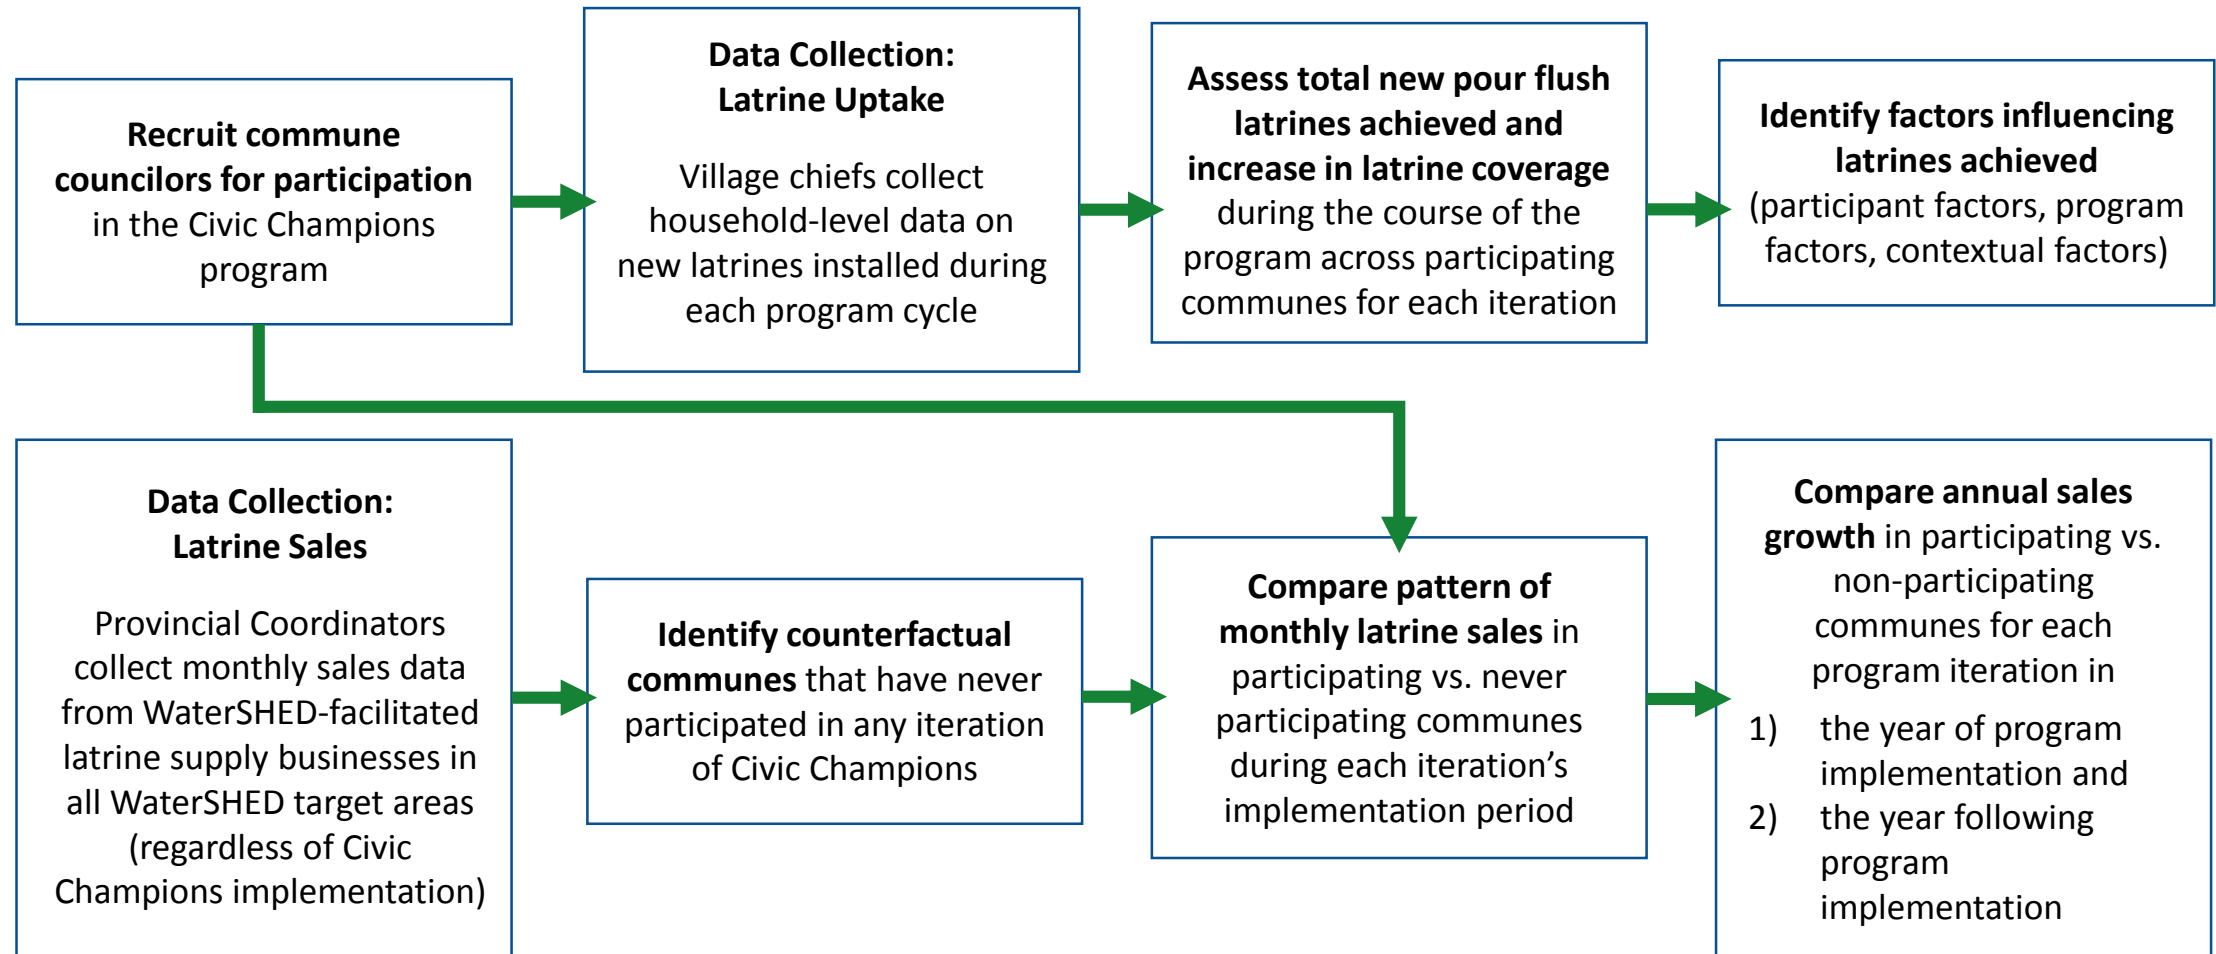 Recruit commune
councilors for participation
in the Civic Champions
program
Data Collection:
Latrine Uptake
Village chiefs collect
household-level data on
new latrines installed during
each program cycle
Assess total new pour flush
latrines achieved and
increase in latrine coverage
during the course of the
program across participating
communes for each iteration
Identify factors influencing
latrines achieved
(participant factors, program
factors, contextual factors)
Data Collection:
Latrine Sales
Provincial Coordinators
collect monthly sales data
from WaterSHED-facilitated
latrine supply businesses in
all WaterSHED target areas
(regardless of Civic
Champions implementation)
Identify counterfactual
communes that have never
participated in any iteration
of Civic Champions
Compare pattern of
monthly latrine sales in
participating vs. never
participating communes
during each iteration’s
implementation period
Compare annual sales
growth in participating vs.
non-participating
communes for each
program iteration in
1) the year of program
implementation and
2) the year following
program
implementation